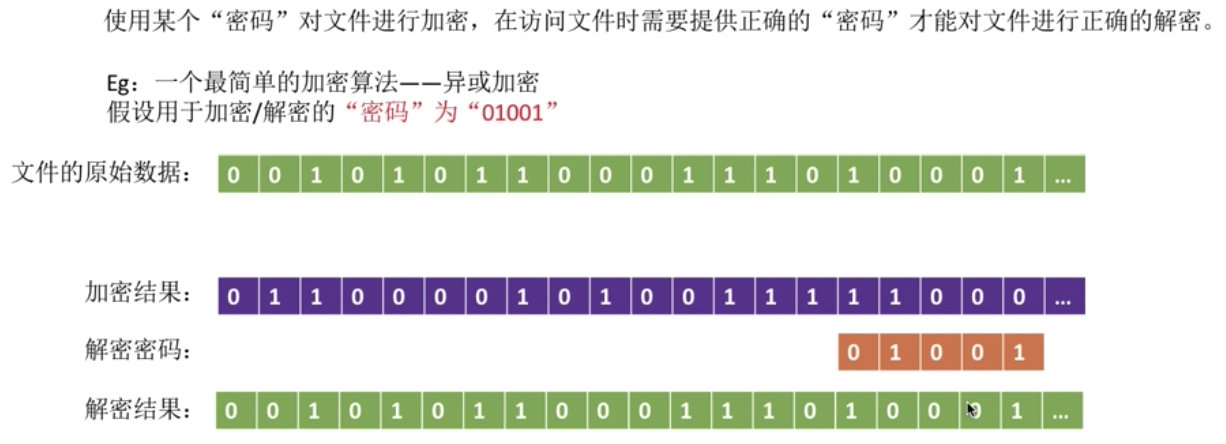 使用某个“密码”对文件进行加密，在访问文件时需要提供正确的“密码”才能对文件进行正确的解密。
Eg：一个最简单的加密算法——异或加密
假设用于加密/解密的“密码”为“01001”
文件的原始数据： 0 0 1 0 1 0 1 1 0 0 0 1 1 1 0 1 0 0 0 1 ...
加密结果： 0 1 1 0 0 0 0 1 0 1 0 0 1 1 1 1 1 0 0 0 ...
解密密码： 0 1 0 0 1
解密结果： 0 0 1 0 1 0 1 1 0 0 0 1 1 1 0 1 0 0 0 1 ...